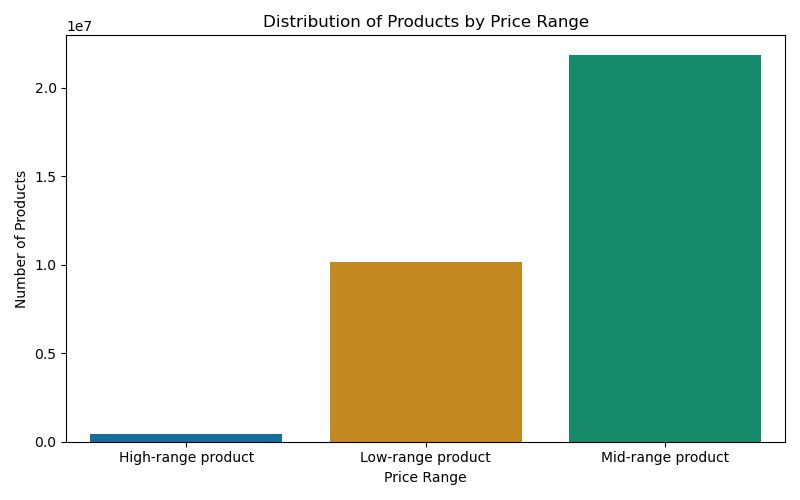 Distribution of Products by Price Range
1e7
2.0
1.5
1.0
0.5
0.0
Number of Products
High-range product
Low-range product
Mid-range product
Price Range